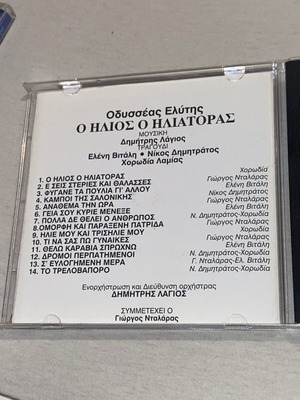 Οδυσσέας Ελύτης
Ο ΗΛΙΟΣ Ο ΗΛΙΑΤΟΡΑΣ
ΜΟΥΣΙΚΗ
Δημήτρης Λάγιος
ΤΡΑΓΟΥΔΙ
Ελένη Βιτάλη • Νίκος Δημητράτος
Χορωδία Λαμίας
1. Ο ΗΛΙΟΣ Ο ΗΛΙΑΤΟΡΑΣ Χορωδία
2. Ε ΣΕΙΣ ΣΤΕΡΙΕΣ ΚΑΙ ΘΑΛΑΣΣΕΣ Γιώργος Νταλάρας
3. ΦΥΓΑΝΕ ΤΑ ΠΟΥΛΙΑ ΓΙ' ΑΛΛΟΥ Ελένη Βιτάλη
4. ΚΑΜΠΟΙ ΤΗΣ ΣΑΛΟΝΙΚΗΣ Νίκος Δημητράτος
5. ΑΝΑΘΕΜΑ ΤΗΝ ΩΡΑ Γιώργος Νταλάρας
6. ΓΕΙΑ ΣΟΥ ΚΥΡΙΕ ΜΕΝΕΞΕ Ελένη Βιτάλη
7. ΠΟΛΛΑ ΔΕ ΘΕΛΕΙ Ο ΑΝΘΡΩΠΟΣ Ν. Δημητράτος-Χορωδία
8. ΟΜΟΡΦΗ ΚΑΙ ΠΑΡΑΞΕΝΗ ΠΑΤΡΙΔΑ Γιώργος Νταλάρας
9. ΗΛΙΕ ΜΟΥ ΚΑΙ ΤΡΙΣΗΛΙΕ ΜΟΥ Χορωδία
10. ΤΙ ΝΑ ΣΑΣ ΠΩ ΓΥΝΑΙΚΕΣ Γιώργος Νταλάρας
11. ΘΕΛΩ ΚΑΡΑΒΙΑ ΣΠΡΩΧΝΩ Ελένη Βιτάλη
12. ΔΡΟΜΟΙ ΠΕΡΠΑΤΗΜΕΝΟΙ Ν. Δημητράτος-Χορωδία
13. Σ' ΕΥΛΟΓΗΜΕΝΗ ΜΕΡΑ Γ. Νταλάρας-Ελ. Βιτάλη
14. ΤΟ ΤΡΕΛΟΒΑΠΟΡΟ Ν. Δημητράτος-Χορωδία
Ενορχήστρωση και Διεύθυνση ορχήστρας
ΔΗΜΗΤΡΗΣ ΛΑΓΙΟΣ
ΣΥΜΜΕΤΕΧΕΙ Ο
Γιώργος Νταλάρας